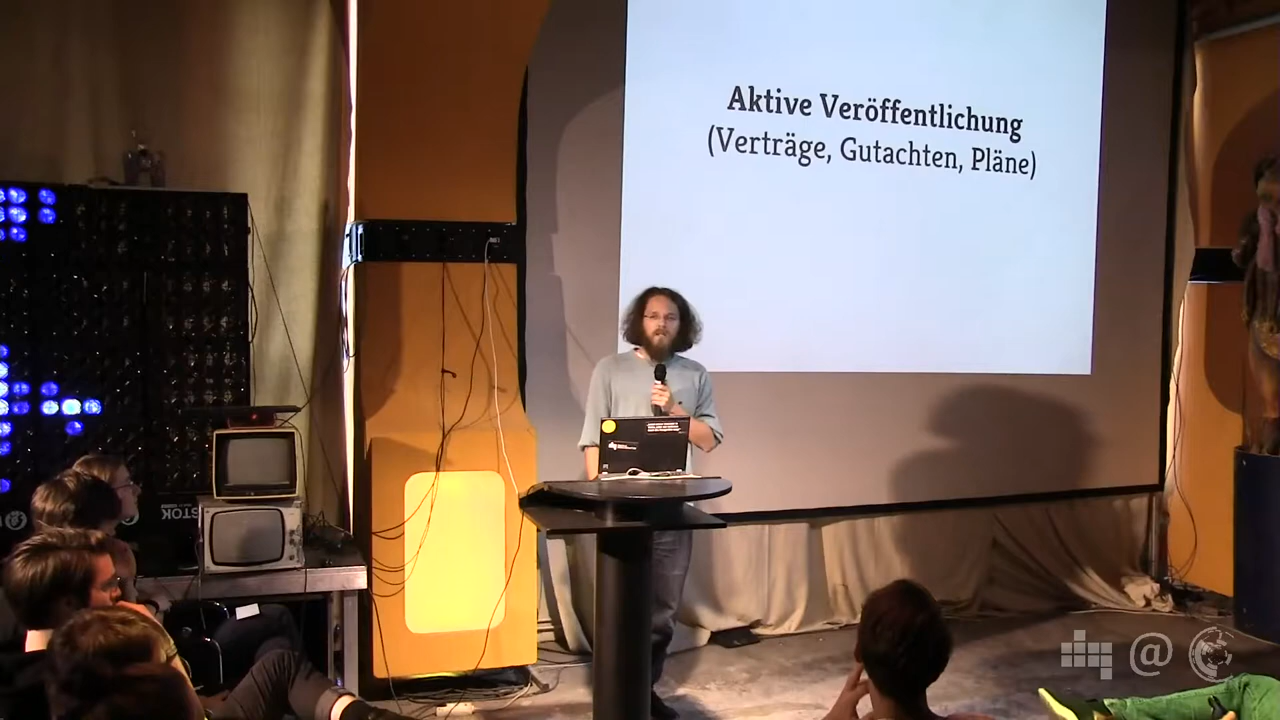 Aktive Veröffentlichung
(Verträge, Gutachten, Pläne)
@